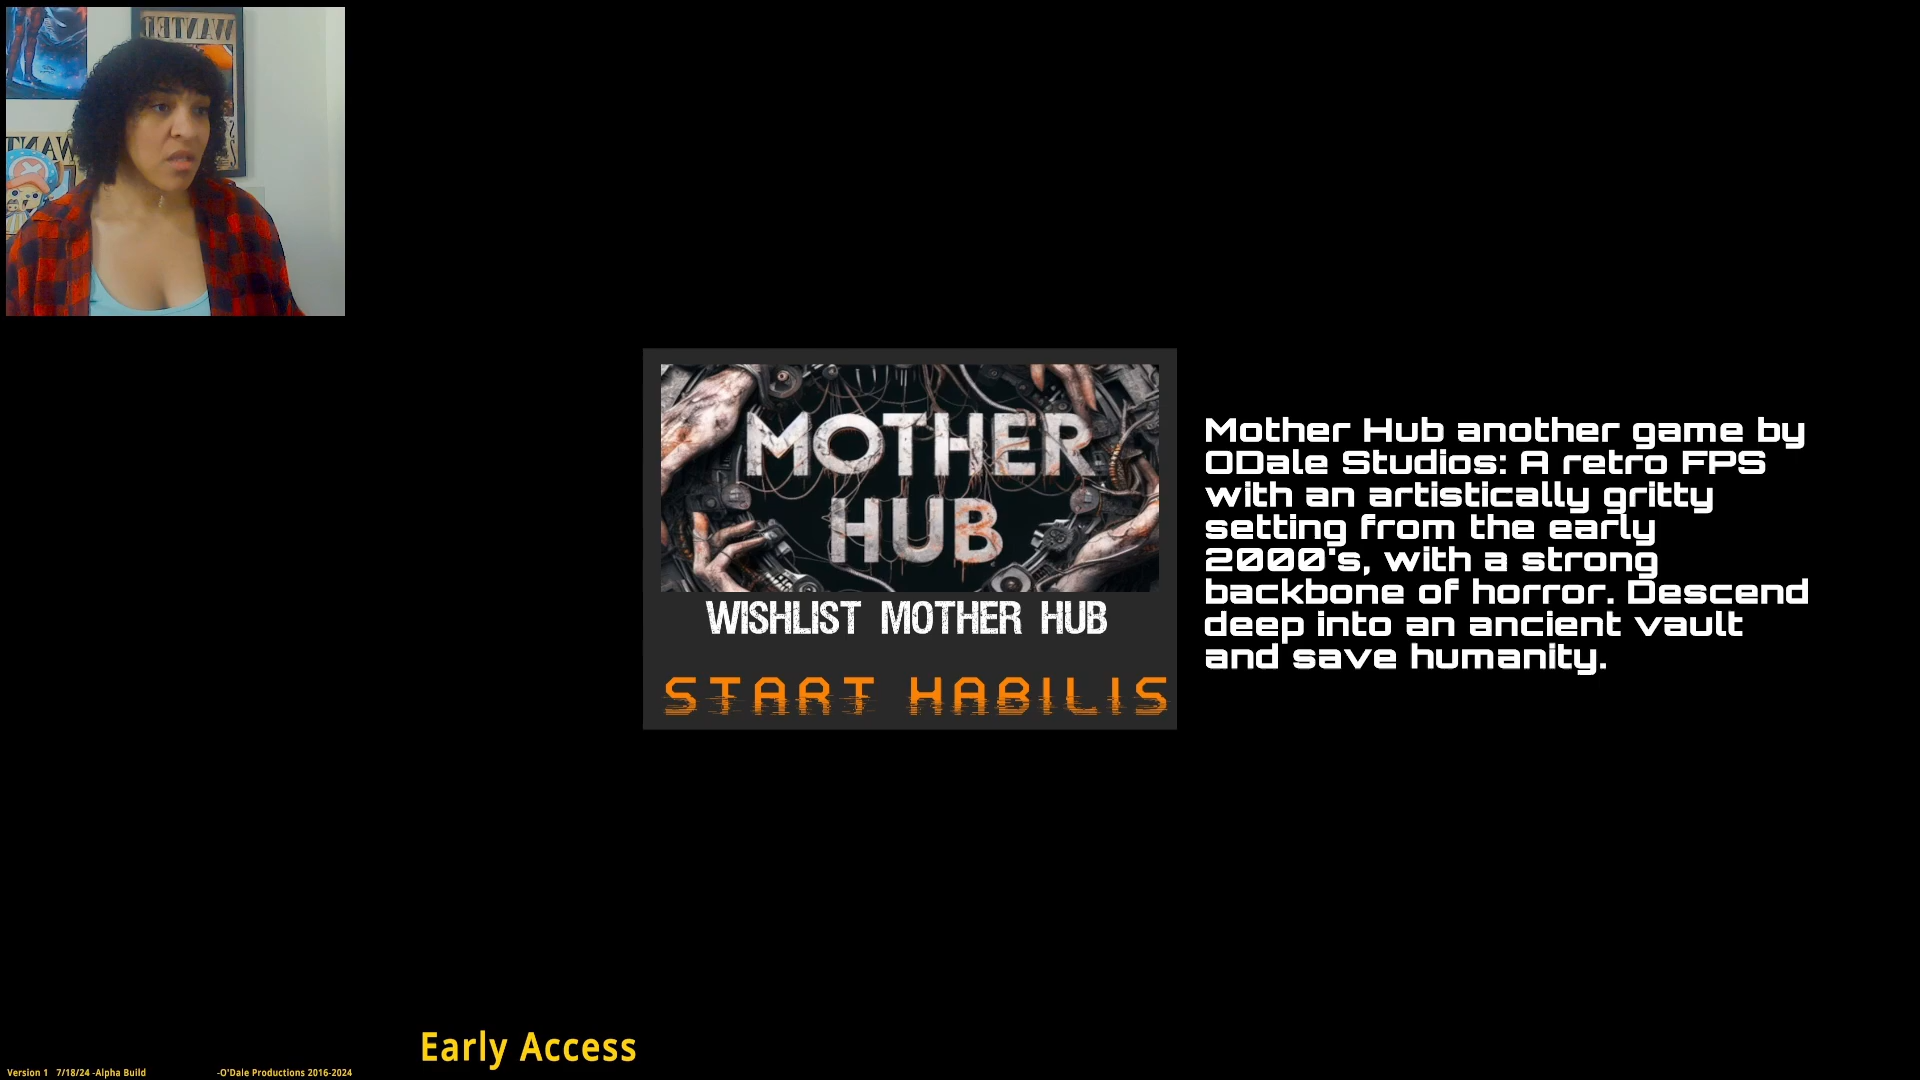 WANTED
WANT
MOTHER
HUB
WISHLIST MOTHER HUB
START HABILIS
Mother Hub another game by
ODale Studios: A retro FPS
with an artistically gritty
setting from the early
2000's, with a strong
backbone of horror. Descend
deep into an ancient vault
and save humanity.
Early Access
Version 1 7/18/24 -Alpha Build
-O'Dale Productions 2016-2024